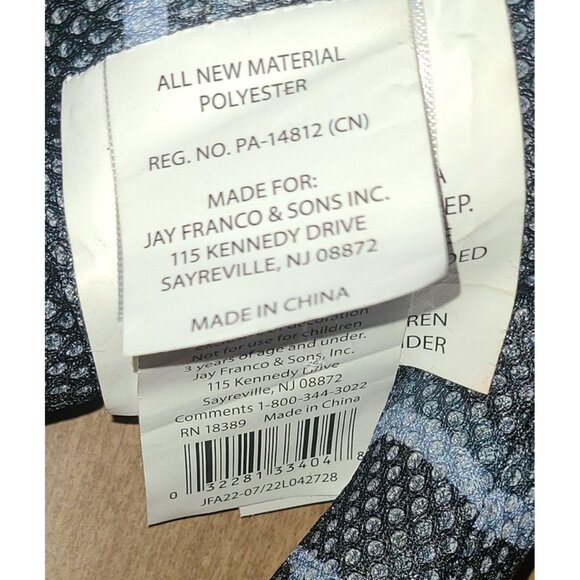 ALL NEW MATERIAL
POLYESTER
REG. NO. PA-14812 (CN)
MADE FOR:
JAY FRANCO & SONS INC.
115 KENNEDY DRIVE
SAYREVILLE, NJ 08872
MADE IN CHINA
of decoration
Not for use for children
3 years of age and under.
Jay Franco & Sons, Inc.
115 Kennedy Drive
Sayreville, NJ 08872
Comments 1-800-344-3022
RN 18389 Made in China
0 32281 33404 8
JFA22-07/22L042728
A
EP.
E
DED
REN
DER